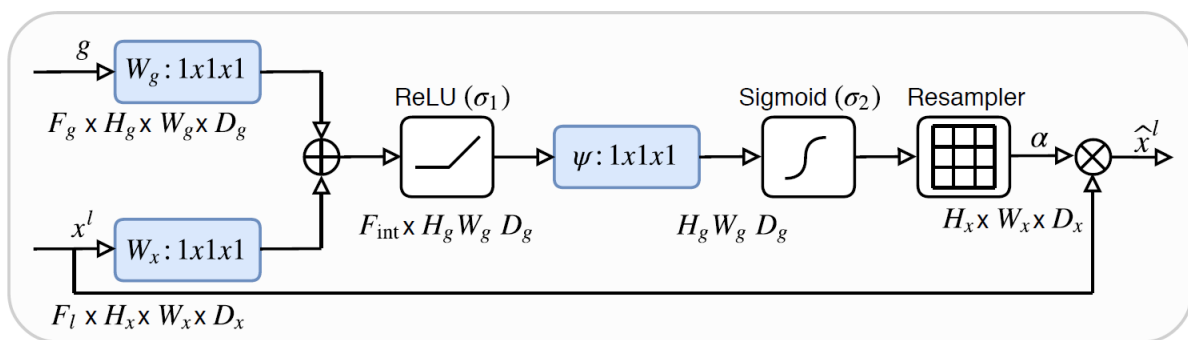 g
W_g : 1x1x1
F_g x H_g x W_g x D_g
x^l
W_x : 1x1x1
F_l x H_x x W_x x D_x
ReLU (σ_1)
F_int x H_g W_g D_g
ψ : 1x1x1
H_g W_g D_g
Sigmoid (σ_2)
Resampler
α
H_x x W_x x D_x
x̂^l